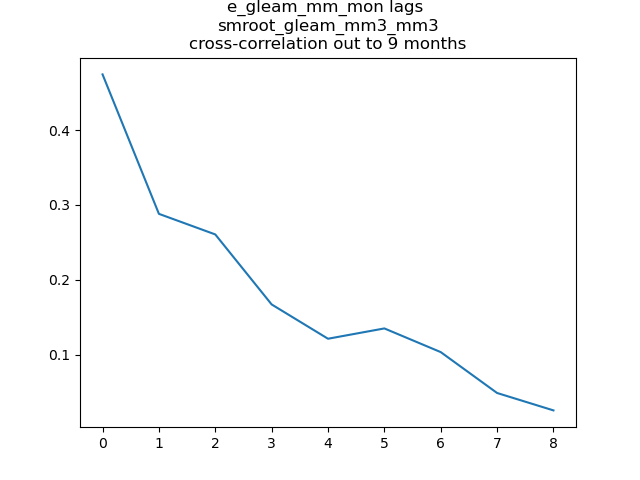 e_gleam_mm_mon lags
smroot_gleam_mm3_mm3
cross-correlation out to 9 months
0.4
0.3
0.2
0.1
0 1 2 3 4 5 6 7 8